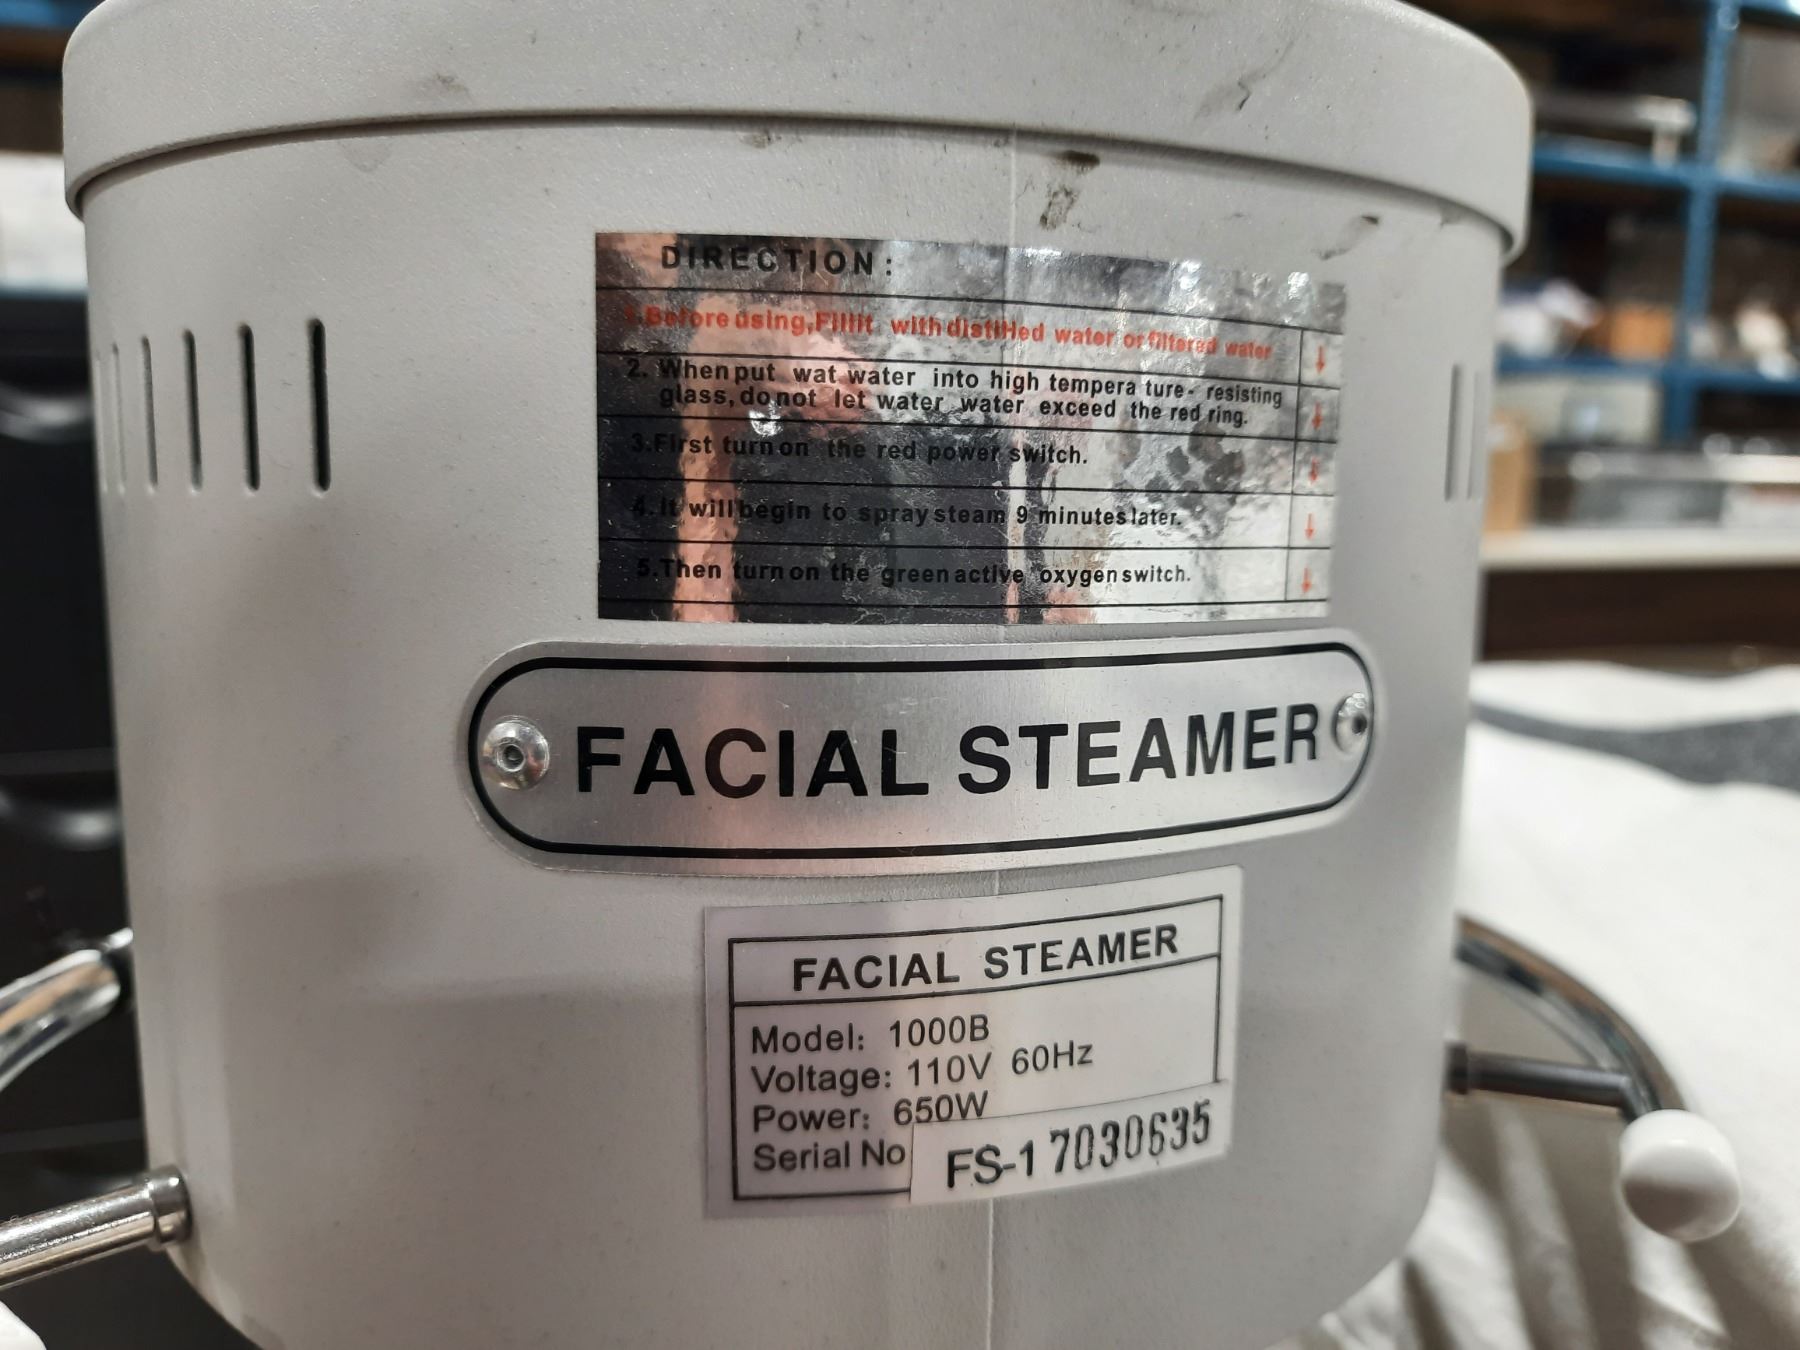 DIRECTION:
1.Before using,Fillit with distilled water or filtered water
2. When put wat water into high tempera ture- resisting
glass, do not let water water exceed the red ring.
3.First turn on the red power switch.
4.It will begin to spray steam 9 minutes later.
5.Then turn on the green active oxygen switch.
FACIAL STEAMER
FACIAL STEAMER
Model: 1000B
Voltage: 110V 60Hz
Power: 650W
Serial No FS-17030635